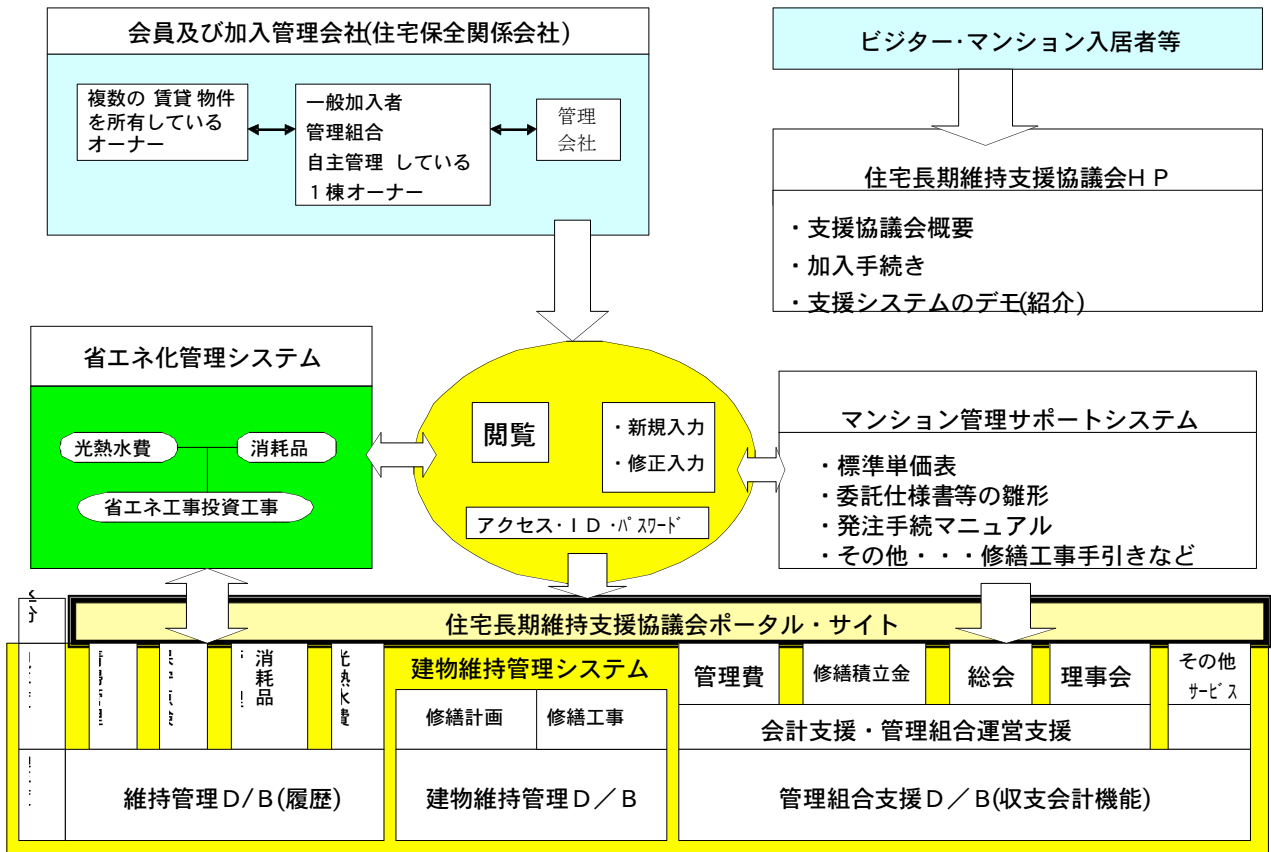 会員及び加入管理会社(住宅保全関係会社)
複数の 賃貸 物件
を所有している
オーナー
一般加入者
管理組合
自主管理 している
1棟オーナー
管理
会社
ビジター・マンション入居者等
住宅長期維持支援協議会HP
・支援協議会概要
・加入手続き
・支援システムのデモ(紹介)
省エネ化管理システム
光熱水費
消耗品
省エネ工事投資工事
閲覧
・新規入力
・修正入力
アクセス・ID・パスワード
マンション管理サポートシステム
・標準単価表
・委託仕様書等の雛形
・発注手続マニュアル
・その他・・・修繕工事手引きなど
住宅長期維持支援協議会ポータル・サイト
消耗品
光熱水費
建物維持管理システム
修繕計画
修繕工事
管理費
修繕積立金
総会
理事会
その他
サービス
会計支援・管理組合運営支援
維持管理D/B(履歴)
建物維持管理D/B
管理組合支援D/B(収支会計機能)